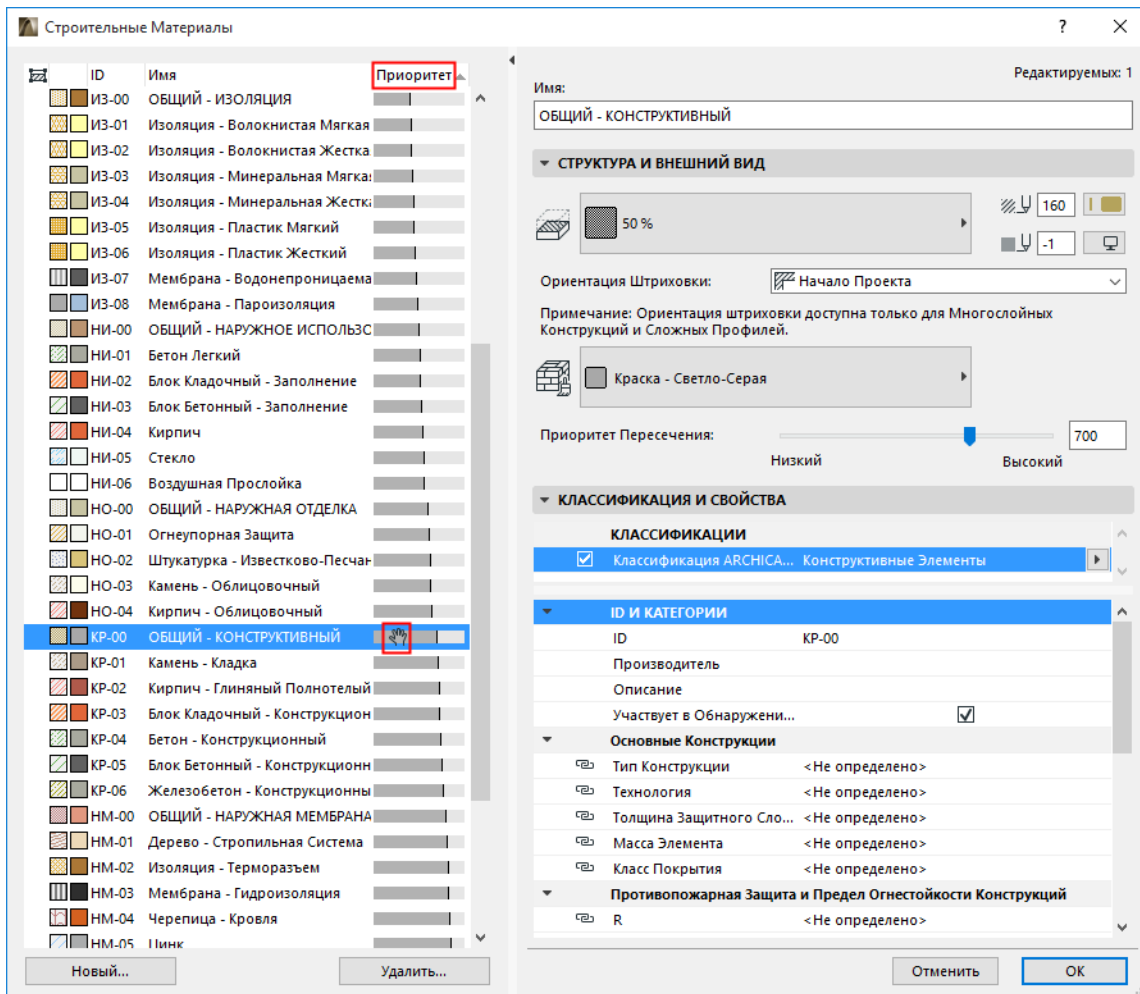 Строительные Материалы
?
ID Имя Приоритет
ИЗ-00 ОБЩИЙ - ИЗОЛЯЦИЯ
ИЗ-01 Изоляция - Волокнистая Мягкая
ИЗ-02 Изоляция - Волокнистая Жестка
ИЗ-03 Изоляция - Минеральная Мягка
ИЗ-04 Изоляция - Минеральная Жестк
ИЗ-05 Изоляция - Пластик Мягкий
ИЗ-06 Изоляция - Пластик Жесткий
ИЗ-07 Мембрана - Водонепроницаема
ИЗ-08 Мембрана - Пароизоляция
НИ-00 ОБЩИЙ - НАРУЖНОЕ ИСПОЛЬЗО
НИ-01 Бетон Легкий
НИ-02 Блок Кладочный - Заполнение
НИ-03 Блок Бетонный - Заполнение
НИ-04 Кирпич
НИ-05 Стекло
НИ-06 Воздушная Прослойка
НО-00 ОБЩИЙ - НАРУЖНАЯ ОТДЕЛКА
НО-01 Огнеупорная Защита
НО-02 Штукатурка - Известково-Песчан
НО-03 Камень - Облицовочный
НО-04 Кирпич - Облицовочный
КР-00 ОБЩИЙ - КОНСТРУКТИВНЫЙ
КР-01 Камень - Кладка
КР-02 Кирпич - Глиняный Полнотелый
КР-03 Блок Кладочный - Конструкцион
КР-04 Бетон - Конструкционный
КР-05 Блок Бетонный - Конструкционн
КР-06 Железобетон - Конструкционны
НМ-00 ОБЩИЙ - НАРУЖНАЯ МЕМБРАНА
НМ-01 Дерево - Стропильная Система
НМ-02 Изоляция - Терморазъем
НМ-03 Мембрана - Гидроизоляция
НМ-04 Черепица - Кровля
НМ-05 Цинк
Новый... Удалить...
Редактируемых: 1
Имя:
ОБЩИЙ - КОНСТРУКТИВНЫЙ
СТРУКТУРА И ВНЕШНИЙ ВИД
50 %
160
-1
Ориентация Штриховки: Начало Проекта
Примечание: Ориентация штриховки доступна только для Многослойных
Конструкций и Сложных Профилей.
Краска - Светло-Серая
Приоритет Пересечения: 700
Низкий Высокий
КЛАССИФИКАЦИЯ И СВОЙСТВА
КЛАССИФИКАЦИИ
Классификация ARCHICA... Конструктивные Элементы
ID И КАТЕГОРИИ
ID КР-00
Производитель
Описание
Участвует в Обнаружени...
Основные Конструкции
Тип Конструкции <Не определено>
Технология <Не определено>
Толщина Защитного Сло... <Не определено>
Масса Элемента <Не определено>
Класс Покрытия <Не определено>
Противопожарная Защита и Предел Огнестойкости Конструкций
R <Не определено>
Отменить ОК